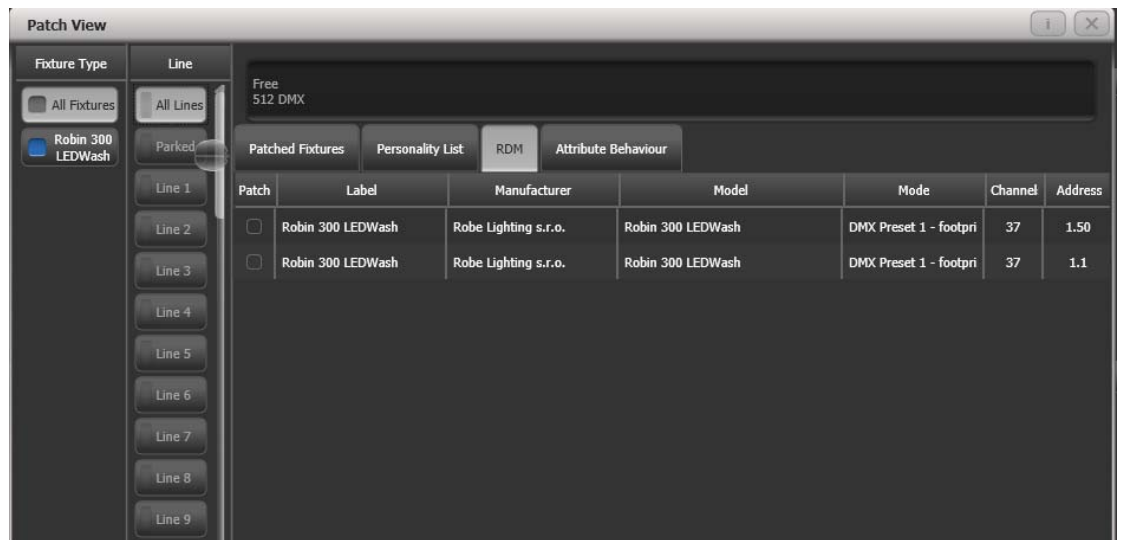 Patch View
i
X
Fixture Type
Line
All Fixtures
Robin 300
LEDWash
All Lines
Parked
Line 1
Line 2
Line 3
Line 4
Line 5
Line 6
Line 7
Line 8
Line 9
Free
512 DMX
Patched Fixtures Personality List RDM Attribute Behaviour
Patch Label Manufacturer Model Mode Channel Address
Robin 300 LEDWash Robe Lighting s.r.o. Robin 300 LEDWash DMX Preset 1 - footpri 37 1.50
Robin 300 LEDWash Robe Lighting s.r.o. Robin 300 LEDWash DMX Preset 1 - footpri 37 1.1